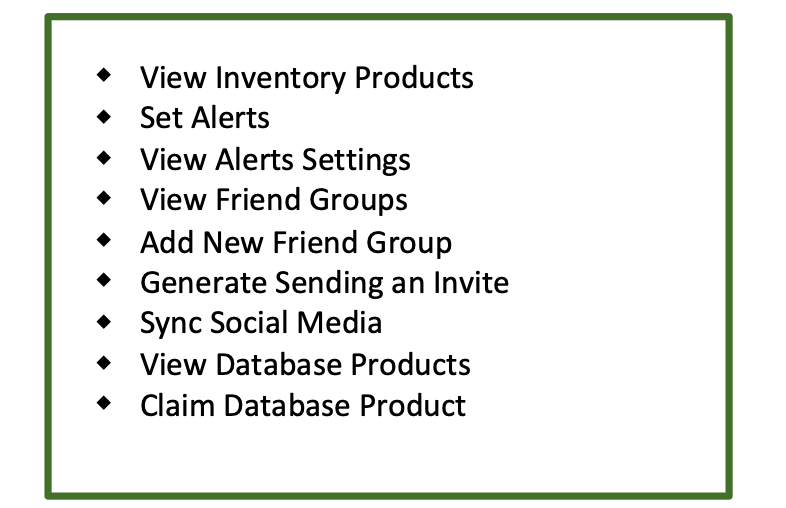 ◆ View Inventory Products
◆ Set Alerts
◆ View Alerts Settings
◆ View Friend Groups
◆ Add New Friend Group
◆ Generate Sending an Invite
◆ Sync Social Media
◆ View Database Products
◆ Claim Database Product